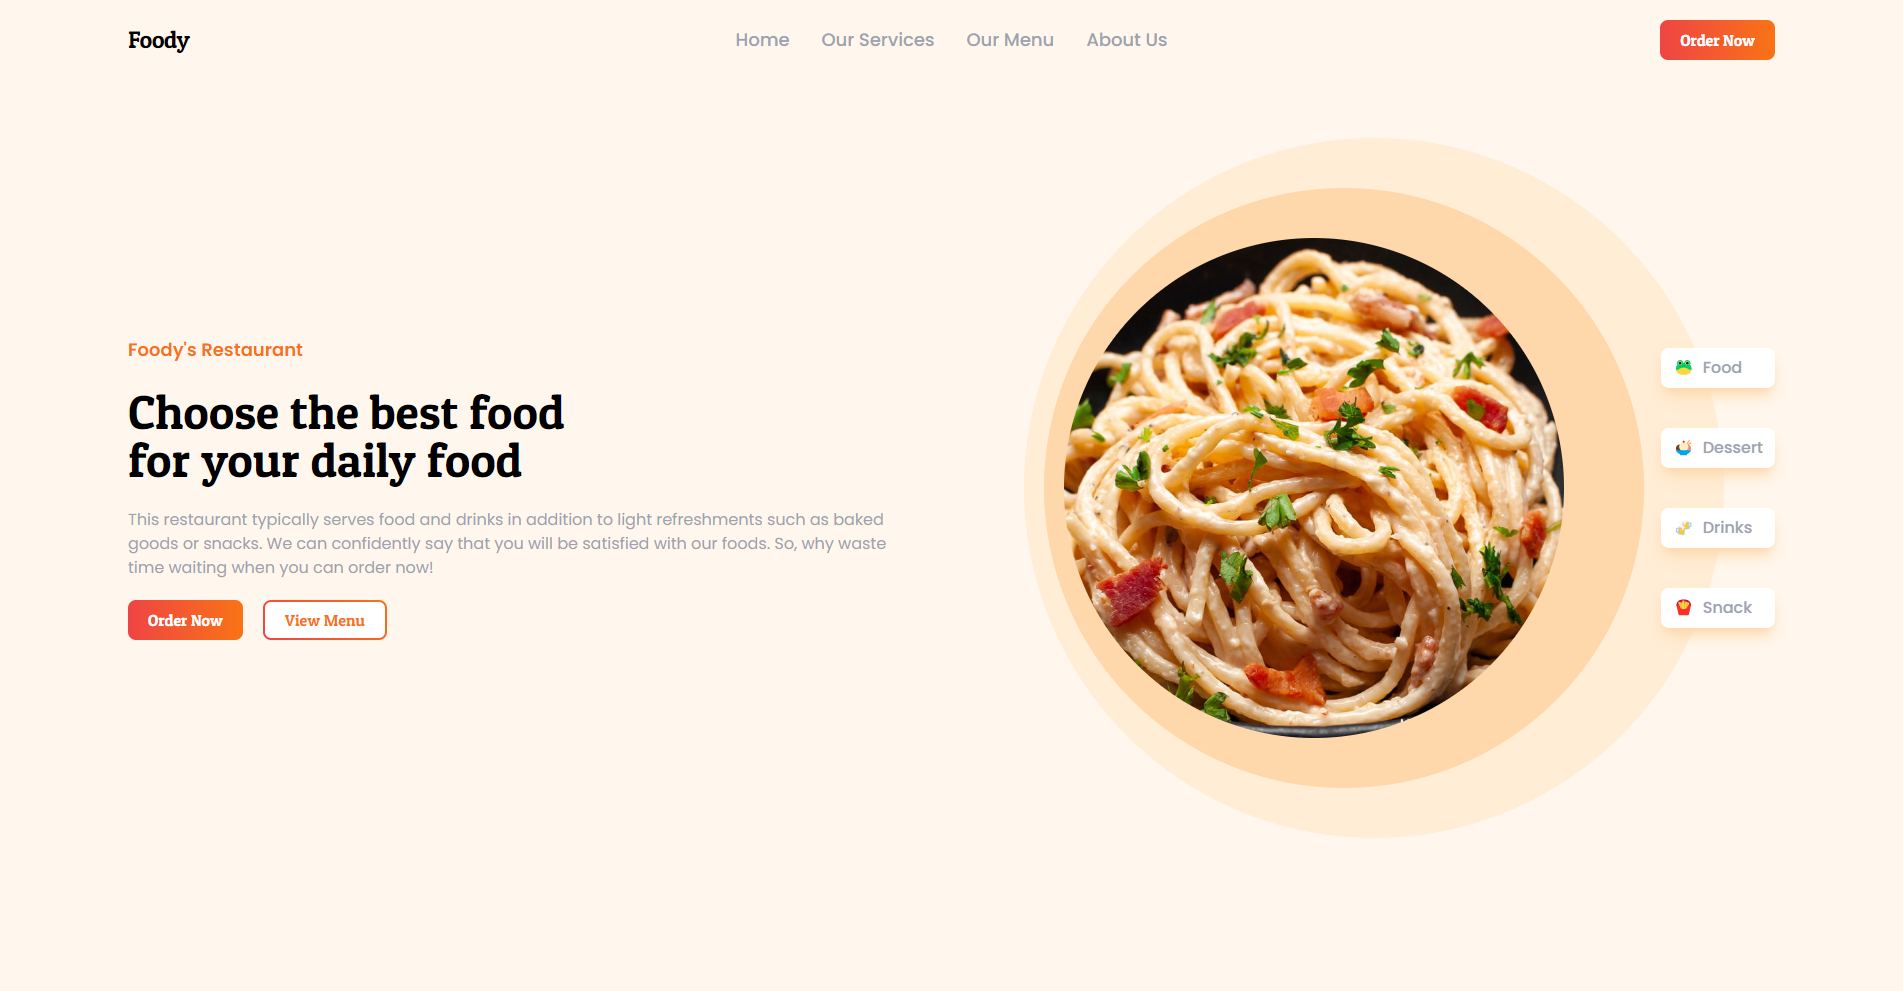 Foody
Home
Our Services
Our Menu
About Us
Order Now
Foody's Restaurant
Choose the best food
for your daily food
This restaurant typically serves food and drinks in addition to light refreshments such as baked
goods or snacks. We can confidently say that you will be satisfied with our foods. So, why waste
time waiting when you can order now!
Order Now
View Menu
Food
Dessert
Drinks
Snack